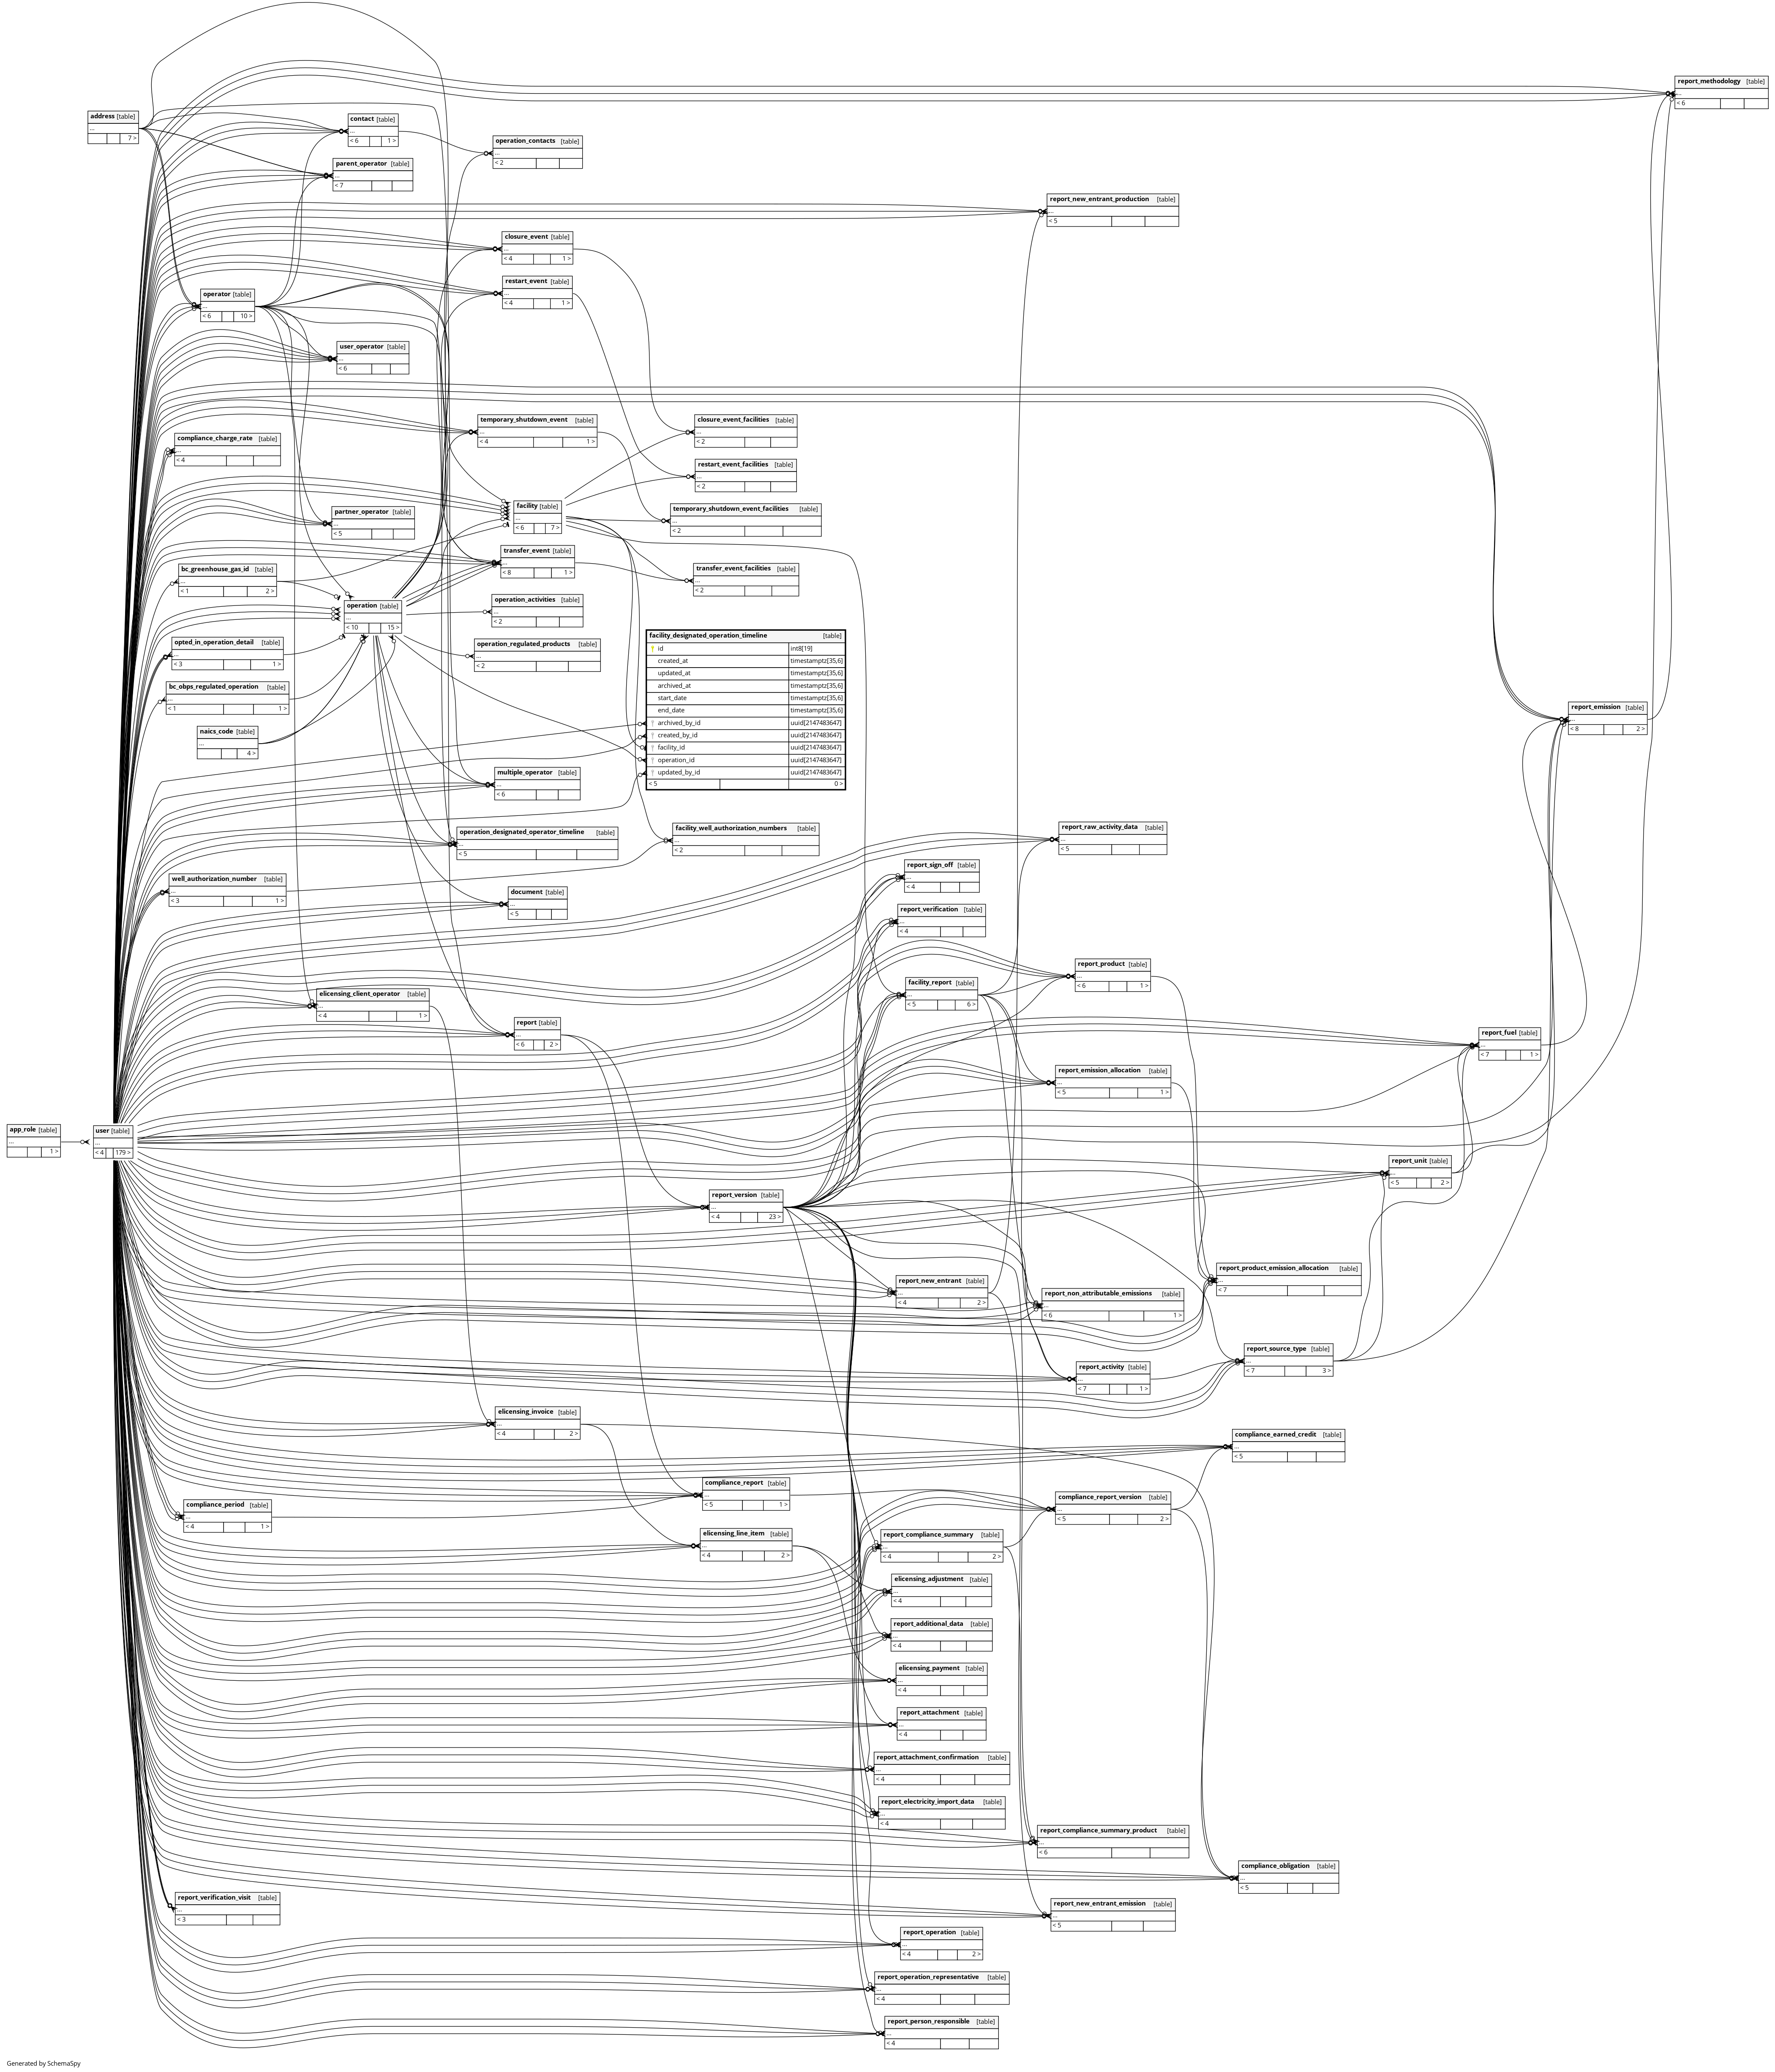 report_methodology [table]
...
< 6
address [table]
...
7 >
contact [table]
...
< 6 1 >
operation_contacts [table]
...
< 2
parent_operator [table]
...
< 7
report_new_entrant_production [table]
...
< 5
closure_event [table]
...
< 4 1 >
restart_event [table]
...
< 4 1 >
operator [table]
...
< 6 10 >
user_operator [table]
...
< 6
temporary_shutdown_event [table]
...
< 4 1 >
closure_event_facilities [table]
...
< 2
compliance_charge_rate [table]
...
< 4
restart_event_facilities [table]
...
< 2
facility [table]
...
< 6 7 >
temporary_shutdown_event_facilities [table]
...
< 2
partner_operator [table]
...
< 5
transfer_event [table]
...
< 8 1 >
bc_greenhouse_gas_id [table]
...
< 1 2 >
transfer_event_facilities [table]
...
< 2
operation [table]
...
< 10 15 >
operation_activities [table]
...
< 2
opted_in_operation_detail [table]
...
< 3 1 >
operation_regulated_products [table]
...
< 2
facility_designated_operation_timeline [table]
id int8[19]
created_at timestamptz[35,6]
updated_at timestamptz[35,6]
archived_at timestamptz[35,6]
start_date timestamptz[35,6]
end_date timestamptz[35,6]
archived_by_id uuid[2147483647]
created_by_id uuid[2147483647]
facility_id uuid[2147483647]
operation_id uuid[2147483647]
updated_by_id uuid[2147483647]
< 5 0 >
bc_obps_regulated_operation [table]
...
< 1 1 >
report_emission [table]
...
< 8 2 >
naics_code [table]
...
4 >
multiple_operator [table]
...
< 6
operation_designated_operator_timeline [table]
...
< 5
facility_well_authorization_numbers [table]
...
< 2
report_raw_activity_data [table]
...
< 5
report_sign_off [table]
...
< 4
well_authorization_number [table]
...
< 3 1 >
document [table]
...
< 5
report_verification [table]
...
< 4
report_product [table]
...
< 6 1 >
facility_report [table]
...
< 5 6 >
elicensing_client_operator [table]
...
< 4 1 >
report [table]
...
< 6 2 >
report_fuel [table]
...
< 7 1 >
report_emission_allocation [table]
...
< 5 1 >
app_role [table]
...
1 >
user [table]
...
< 4 179 >
report_unit [table]
...
< 5 2 >
report_version [table]
...
< 4 23 >
report_product_emission_allocation [table]
...
< 7
report_new_entrant [table]
...
< 4 2 >
report_non_attributable_emissions [table]
...
< 6 1 >
report_source_type [table]
...
< 7 3 >
report_activity [table]
...
< 7 1 >
elicensing_invoice [table]
...
< 4 2 >
compliance_earned_credit [table]
...
< 5
compliance_report [table]
...
< 5 1 >
compliance_report_version [table]
...
< 5 2 >
compliance_period [table]
...
< 4 1 >
elicensing_line_item [table]
...
< 4 2 >
report_compliance_summary [table]
...
< 4 2 >
elicensing_adjustment [table]
...
< 4
report_additional_data [table]
...
< 4
elicensing_payment [table]
...
< 4
report_attachment [table]
...
< 4
report_attachment_confirmation [table]
...
< 4
report_electricity_import_data [table]
...
< 4
report_compliance_summary_product [table]
...
< 6
compliance_obligation [table]
...
< 5
report_verification_visit [table]
...
< 3
report_new_entrant_emission [table]
...
< 5
report_operation [table]
...
< 4 2 >
report_operation_representative [table]
...
< 4
report_person_responsible [table]
...
< 4
Generated by SchemaSpy